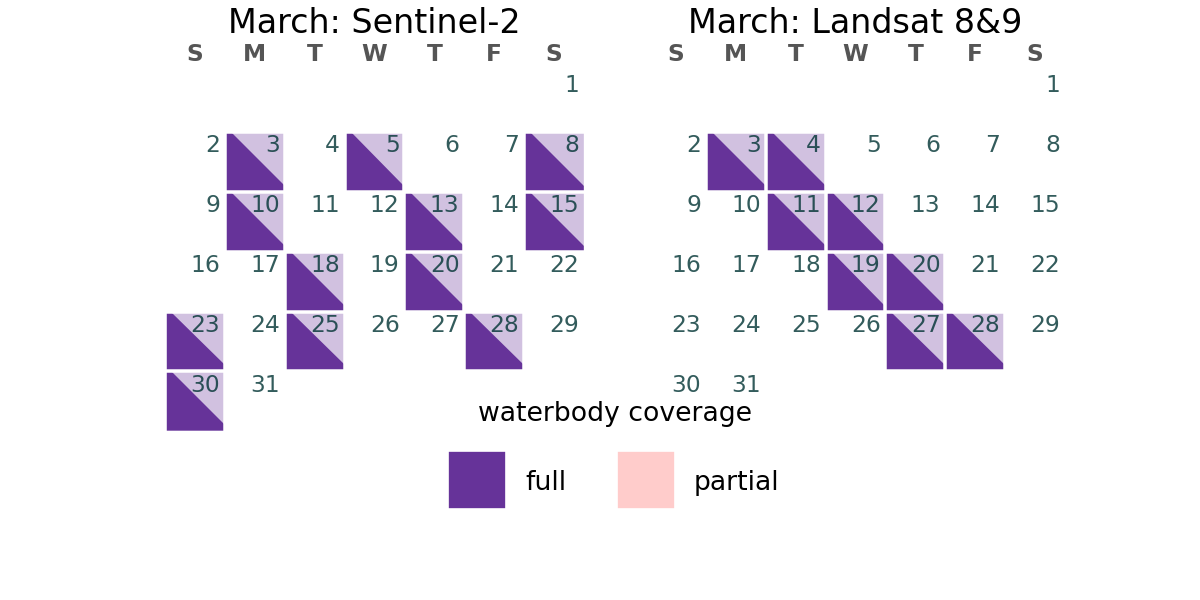 March: Sentinel-2
S M T W T F S
1
2 3 4 5 6 7 8
9 10 11 12 13 14 15
16 17 18 19 20 21 22
23 24 25 26 27 28 29
30 31
March: Landsat 8&9
S M T W T F S
1
2 3 4 5 6 7 8
9 10 11 12 13 14 15
16 17 18 19 20 21 22
23 24 25 26 27 28 29
30 31
waterbody coverage
full partial